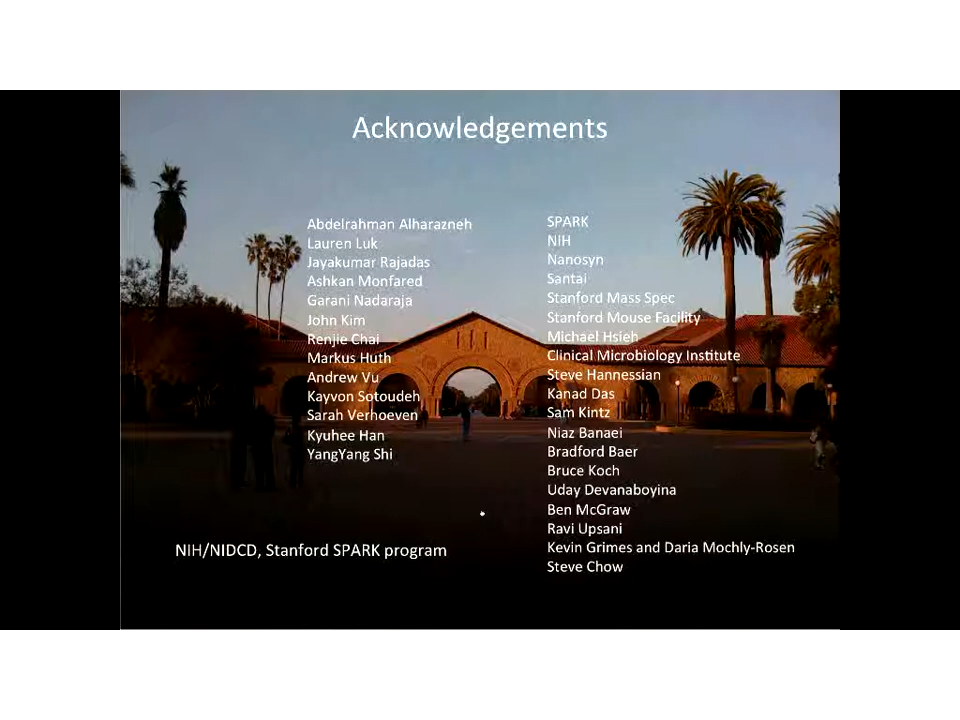 Acknowledgements
Abdelrahman Alharazneh
Lauren Luk
Jayakumar Rajadas
Ashkan Monfared
Garani Nadaraja
John Kim
Renjie Chai
Markus Huth
Andrew Vu
Kayvon Sotoudeh
Sarah Verhoeven
Kyuhee Han
YangYang Shi
NIH/NIDCD, Stanford SPARK program
SPARK
NIH
Nanosyn
Santai
Stanford Mass Spec
Stanford Mouse Facility
Michael Hsieh
Clinical Microbiology Institute
Steve Hannessian
Kanad Das
Sam Kintz
Niaz Banaei
Bradford Baer
Bruce Koch
Uday Devanaboyina
Ben McGraw
Ravi Upsani
Kevin Grimes and Daria Mochly-Rosen
Steve Chow